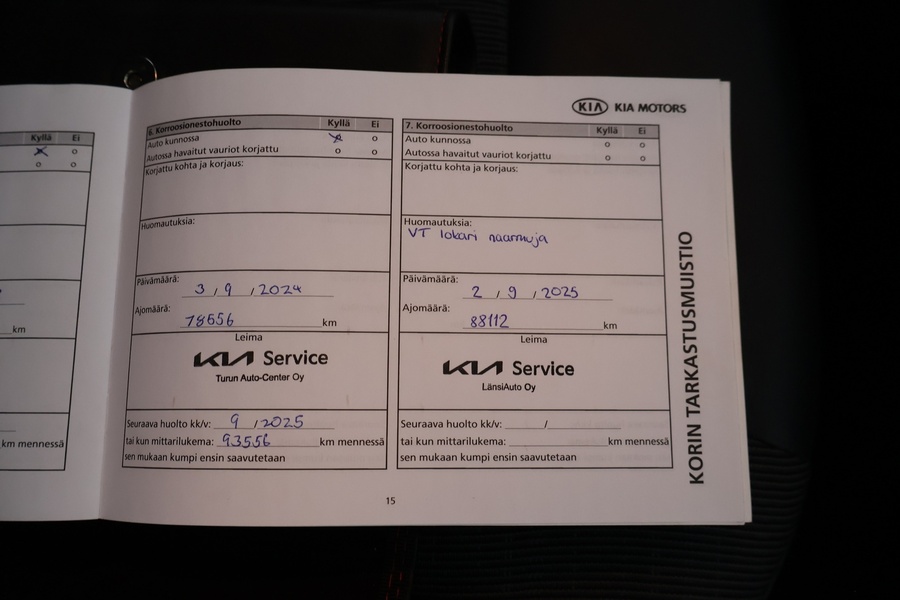 KIA KIA MOTORS
Kyllä Ei
km
km mennessä
6. Korroosionestohuolto Kyllä Ei
Auto kunnossa
Autossa havaitut vauriot korjattu
Korjattu kohta ja korjaus:
Huomautuksia:
Päivämäärä:
3 / 9 / 2024
Ajomäärä:
78556 km
Leima
KIA Service
Turun Auto-Center Oy
Seuraava huolto kk/v: 9 / 2025
tai kun mittarilukema: 93556 km mennessä
sen mukaan kumpi ensin saavutetaan
7. Korroosionestohuolto Kyllä Ei
Auto kunnossa
Autossa havaitut vauriot korjattu
Korjattu kohta ja korjaus:
Huomautuksia:
VT lokari naarmuja
Päivämäärä:
2 / 9 / 2025
Ajomäärä:
88112 km
Leima
KIA Service
LänsiAuto Oy
Seuraava huolto kk/v: /
tai kun mittarilukema: km mennessä
sen mukaan kumpi ensin saavutetaan
KORIN TARKASTUSMUISTIO
15